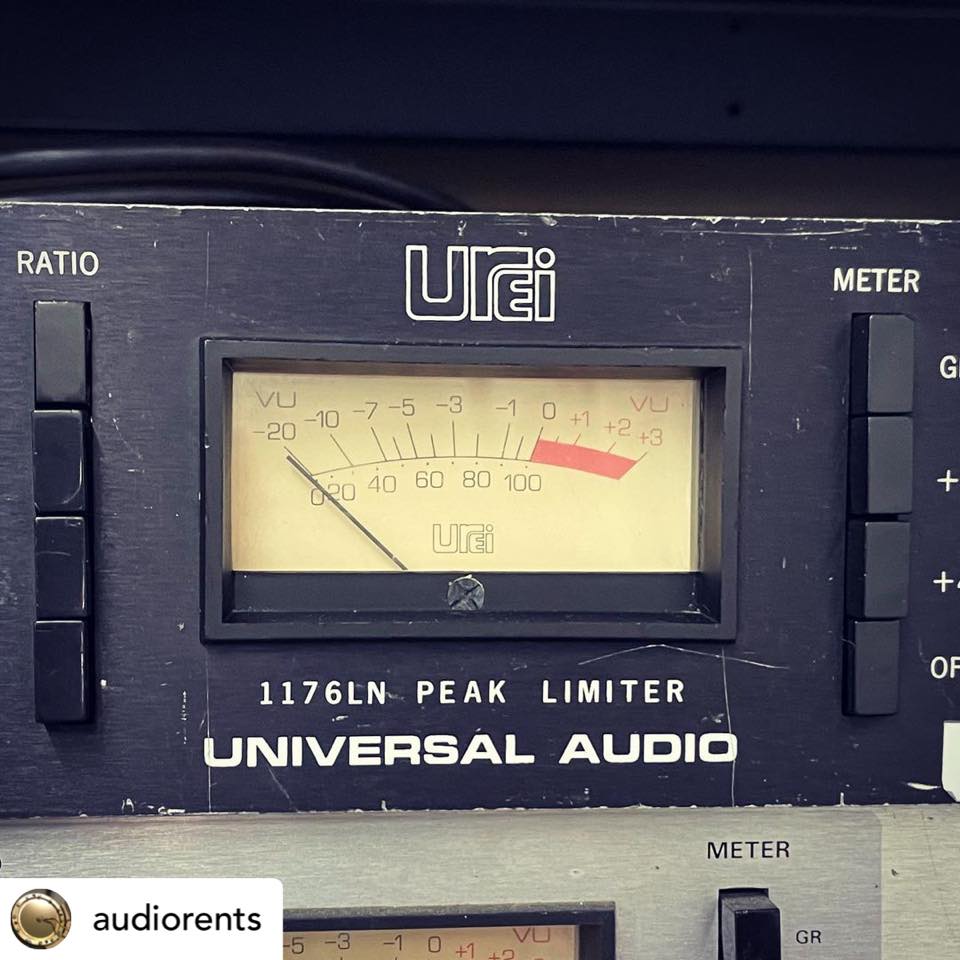 RATIO
UREi
METER
VU
VU
-20
-10
-7
-5
-3
-1
0
+1
+2
+3
0
20
40
60
80
100
UREi
1176LN PEAK LIMITER
UNIVERSAL AUDIO
METER
GR
audiorents
-5
-3
-1
0
+1
+2
VU